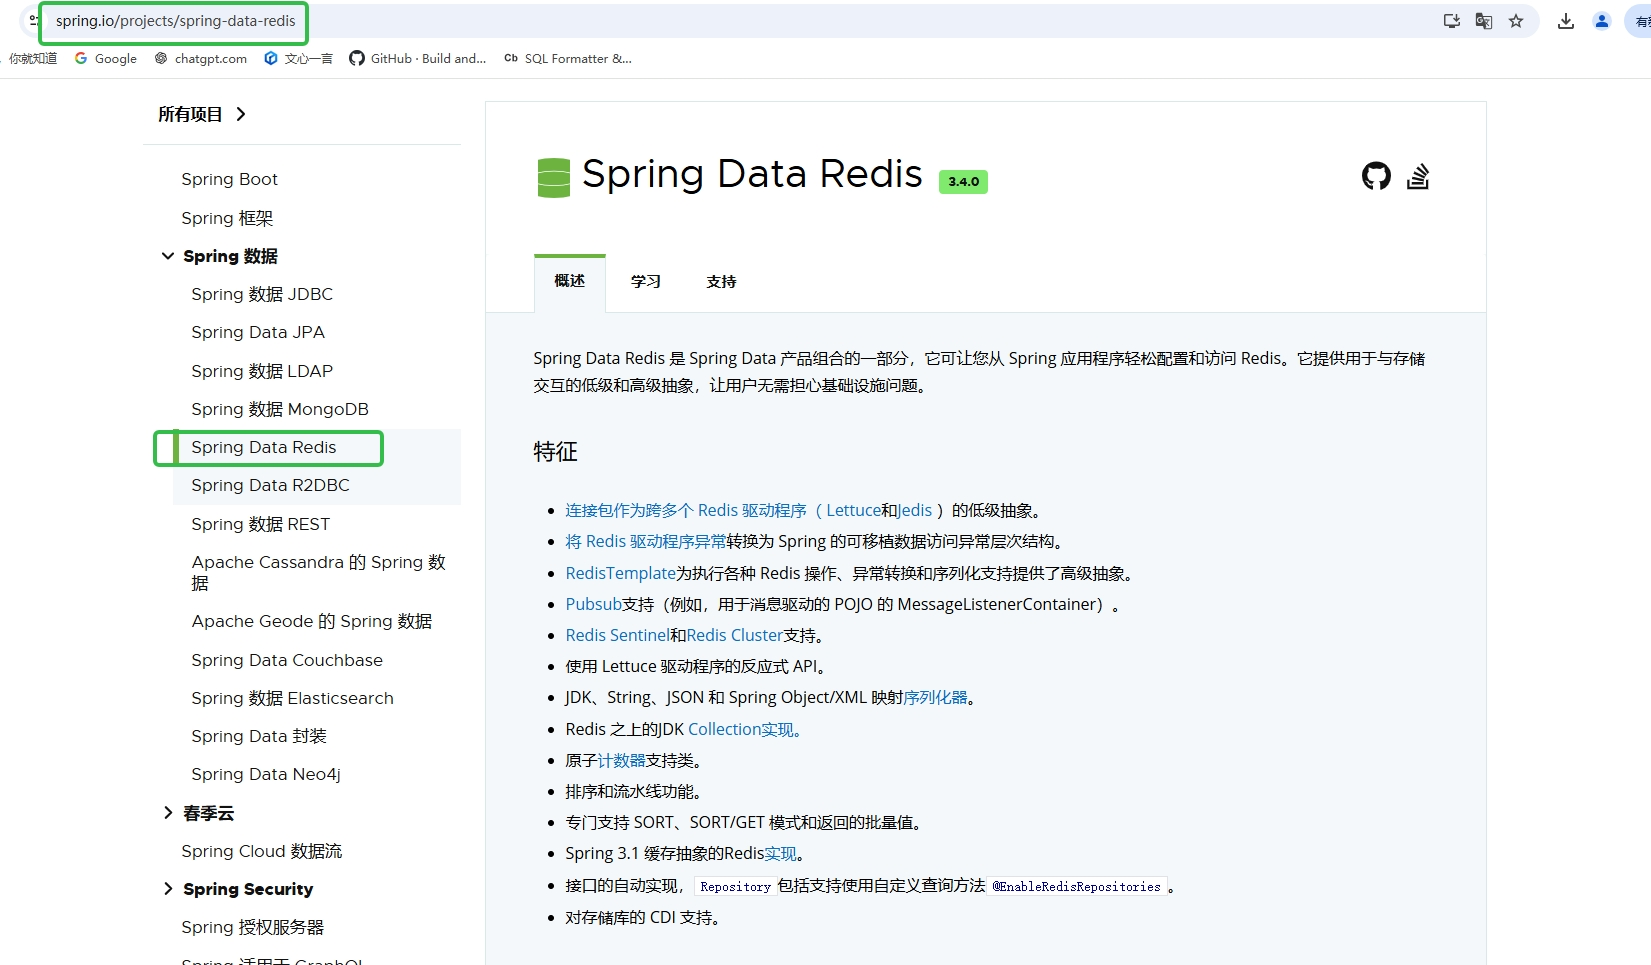 spring.io/projects/spring-data-redis
有
你就知道
Google
chatgpt.com
文心一言
GitHub · Build and...
Cb SQL Formatter &...
所有项目
Spring Boot
Spring 框架
Spring 数据
Spring 数据 JDBC
Spring Data JPA
Spring 数据 LDAP
Spring 数据 MongoDB
Spring Data Redis
Spring Data R2DBC
Spring 数据 REST
Apache Cassandra 的 Spring 数
据
Apache Geode 的 Spring 数据
Spring Data Couchbase
Spring 数据 Elasticsearch
Spring Data 封装
Spring Data Neo4j
春季云
Spring Cloud 数据流
Spring Security
Spring 授权服务器
Spring 适用于 GraphQL
Spring Data Redis 3.4.0
概述
学习
支持
Spring Data Redis 是 Spring Data 产品组合的一部分，它可让您从 Spring 应用程序轻松配置和访问 Redis。它提供用于与存储
交互的低级和高级抽象，让用户无需担心基础设施问题。
特征
连接包作为跨多个 Redis 驱动程序（ Lettuce和Jedis ）的低级抽象。
将 Redis 驱动程序异常转换为 Spring 的可移植数据访问异常层次结构。
RedisTemplate为执行各种 Redis 操作、异常转换和序列化支持提供了高级抽象。
Pubsub支持（例如，用于消息驱动的 POJO 的 MessageListenerContainer）。
Redis Sentinel和Redis Cluster支持。
使用 Lettuce 驱动程序的反应式 API。
JDK、String、JSON 和 Spring Object/XML 映射序列化器。
Redis 之上的JDK Collection实现。
原子计数器支持类。
排序和流水线功能。
专门支持 SORT、SORT/GET 模式和返回的批量值。
Spring 3.1 缓存抽象的Redis实现。
接口的自动实现，Repository包括支持使用自定义查询方法@EnableRedisRepositories。
对存储库的 CDI 支持。